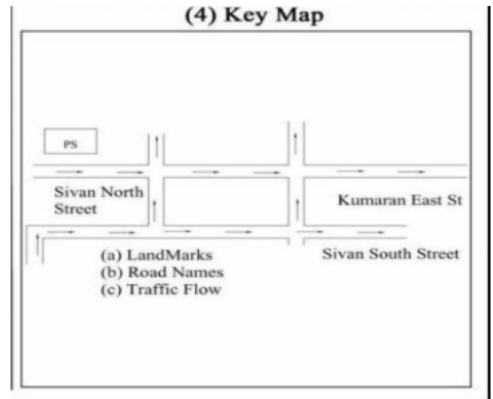 (4) Key Map
PS
Sivan North
Street
Kumaran East St
Sivan South Street
(a) LandMarks
(b) Road Names
(c) Traffic Flow